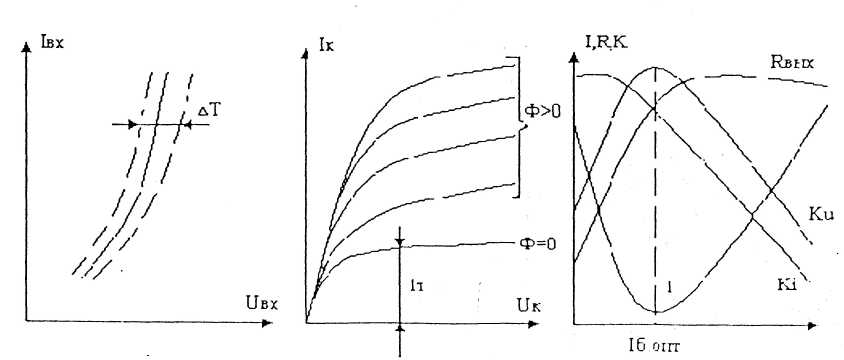 Iвх
ΔT
Uвх
Iк
Ф>0
Ф=0
Iт
Uк
I,R,K
Rвых
Ku
Ki
1
Iб опт